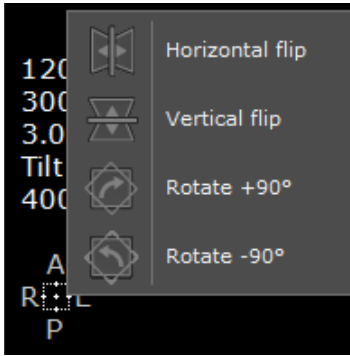 Horizontal flip
Vertical flip
Rotate +90°
Rotate -90°
120
300
3.0
Tilt
400
A
R
P